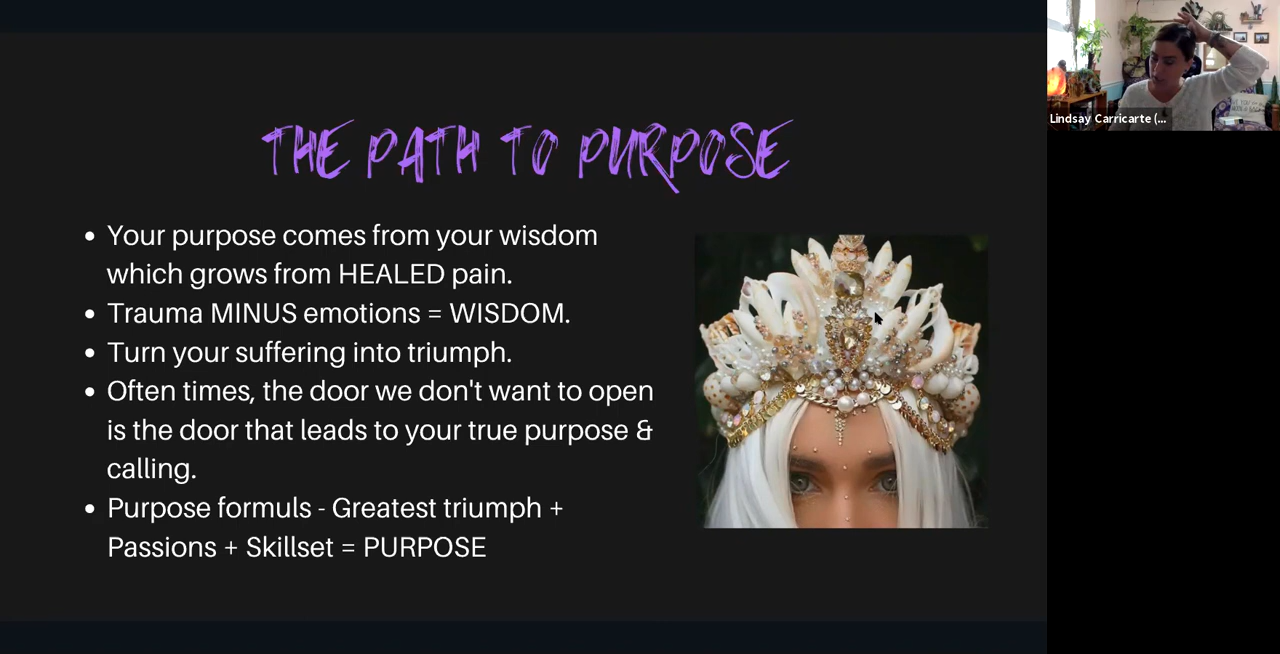 THE PATH TO PURPOSE
• Your purpose comes from your wisdom
which grows from HEALED pain.
• Trauma MINUS emotions = WISDOM.
• Turn your suffering into triumph.
• Often times, the door we don't want to open
is the door that leads to your true purpose &
calling.
• Purpose formuls - Greatest triumph +
Passions + Skillset = PURPOSE
Lindsay Carricarte (...